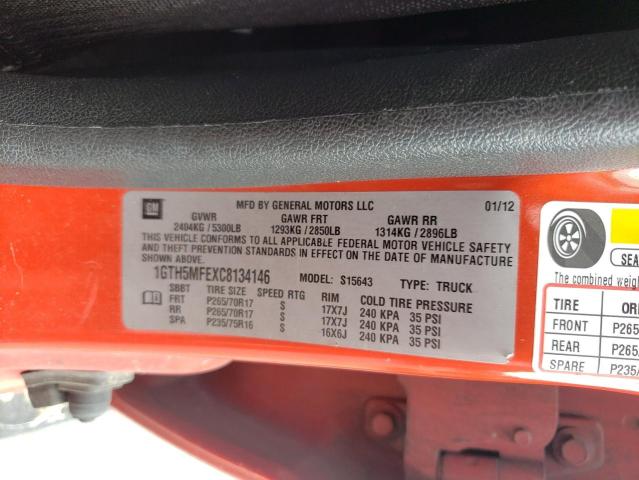 GM
MFD BY GENERAL MOTORS LLC 01/12
GVWR GAWR FRT GAWR RR
2404KG / 5300LB 1293KG / 2850LB 1314KG / 2896LB
THIS VEHICLE CONFORMS TO ALL APPLICABLE FEDERAL MOTOR VEHICLE SAFETY
AND THEFT PREVENTION STANDARDS IN EFFECT ON THE DATE OF MANUFACTURE
SHOWN ABOVE.
1GTH5MFEXC8134146 MODEL: S15643 TYPE: TRUCK
SBBT TIRE SIZE SPEED RTG RIM COLD TIRE PRESSURE
FRT P265/70R17 S 17X7J 240 KPA 35 PSI
RR P265/70R17 S 17X7J 240 KPA 35 PSI
SPA P235/75R16 S 16X6J 240 KPA 35 PSI
SEA
The combined weig
TIRE ORI
FRONT P265
REAR P265
SPARE P235/